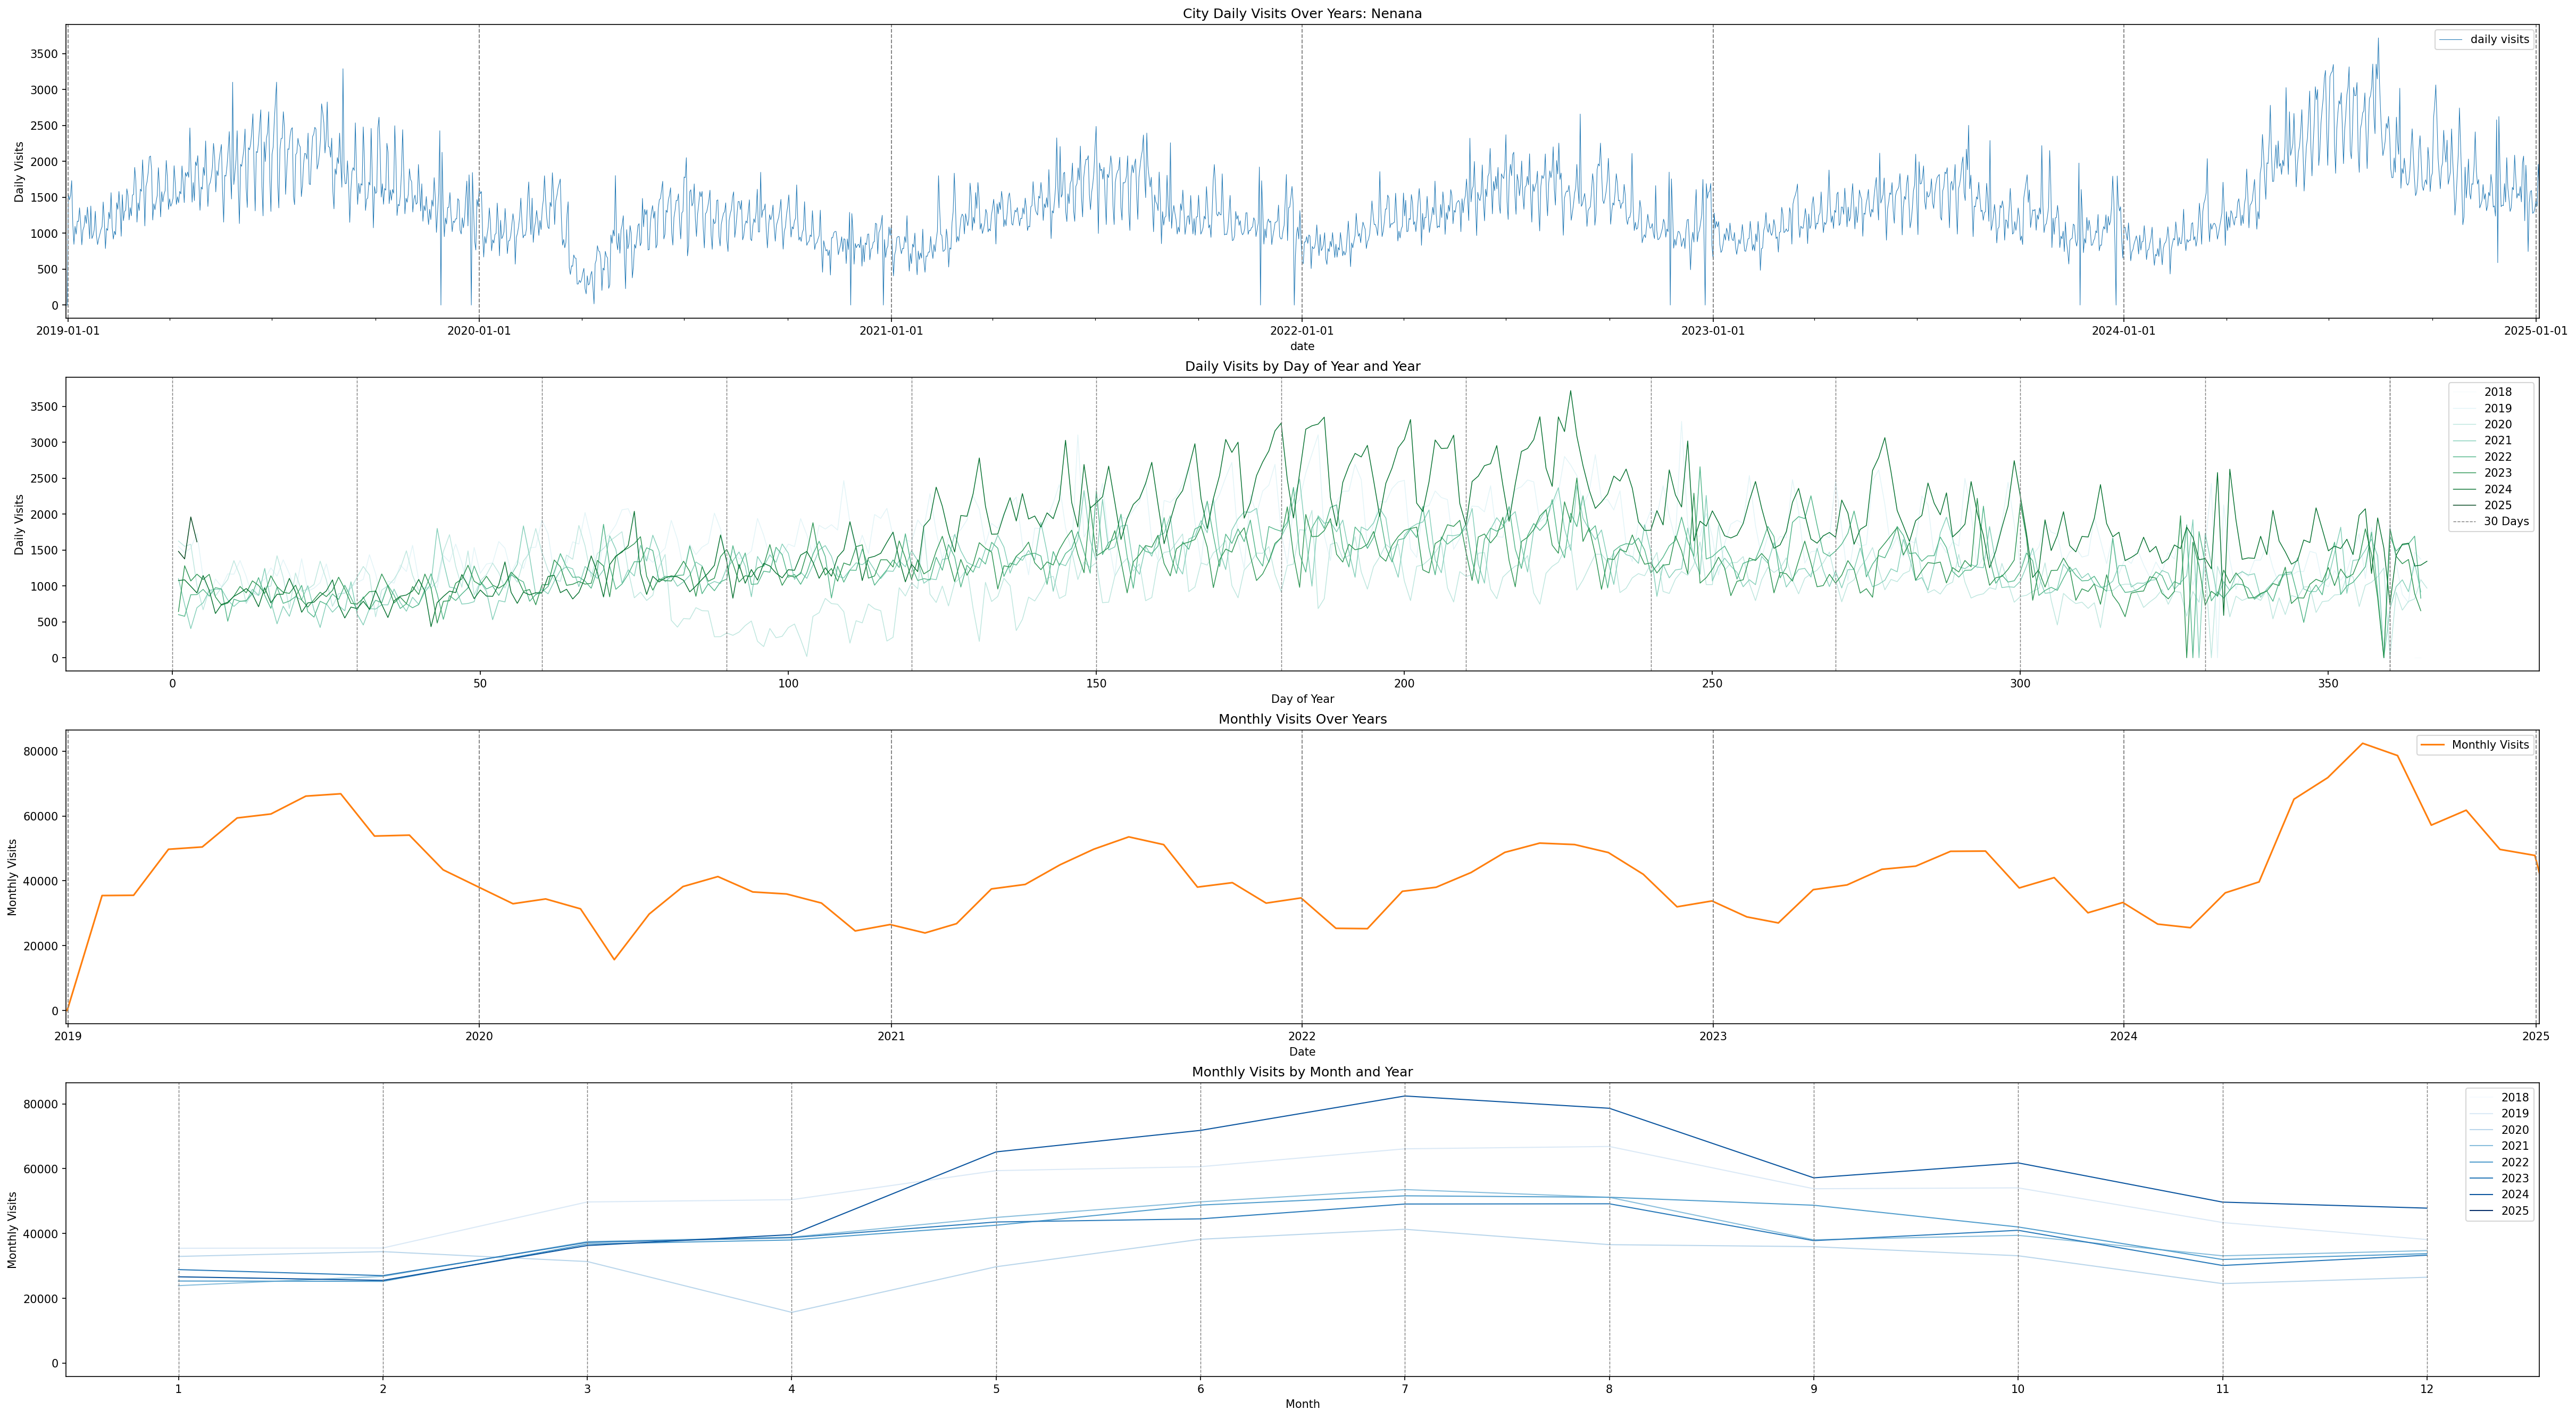 City Daily Visits Over Years: Nenana
daily visits
Daily Visits
3500
3000
2500
2000
1500
1000
500
0
2019-01-01 2020-01-01 2021-01-01 2022-01-01 2023-01-01 2024-01-01 2025-01-01
date
Daily Visits by Day of Year and Year
2018
2019
2020
2021
2022
2023
2024
2025
30 Days
Daily Visits
3500
3000
2500
2000
1500
1000
500
0
0 50 100 150 200 250 300 350
Day of Year
Monthly Visits Over Years
Monthly Visits
Monthly Visits
80000
60000
40000
20000
0
2019 2020 2021 2022 2023 2024 2025
Date
Monthly Visits by Month and Year
2018
2019
2020
2021
2022
2023
2024
2025
Monthly Visits
80000
60000
40000
20000
0
1 2 3 4 5 6 7 8 9 10 11 12
Month